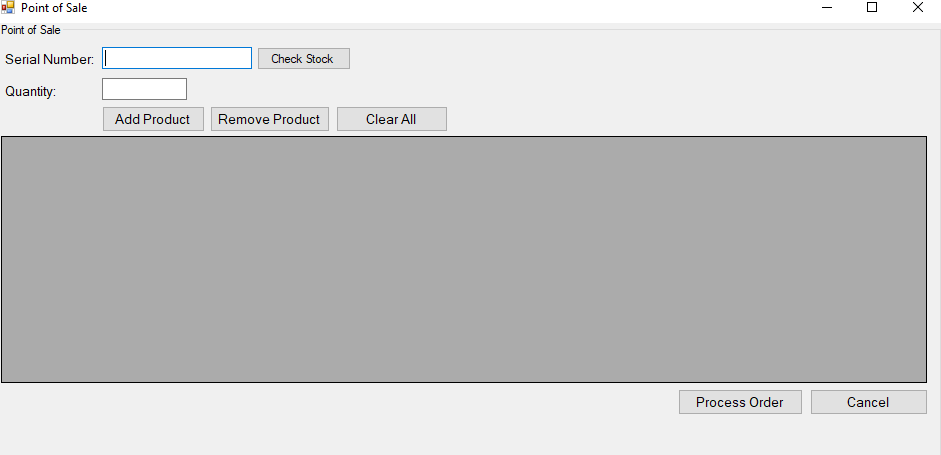 Point of Sale
Point of Sale
Serial Number:
Check Stock
Quantity:
Add Product
Remove Product
Clear All
Process Order
Cancel